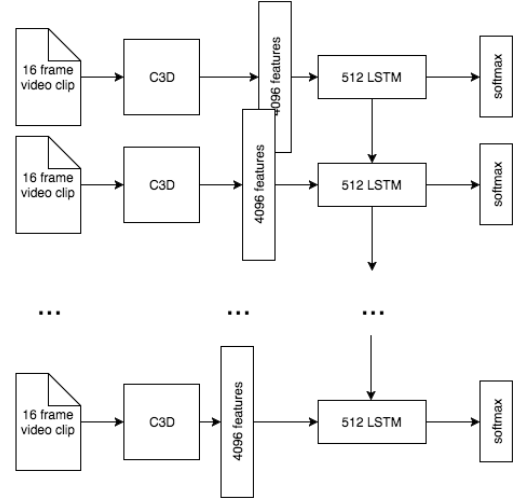 16 frame
video clip
C3D
4096 features
512 LSTM
softmax
16 frame
video clip
C3D
4096 features
512 LSTM
softmax
... ... ...
16 frame
video clip
C3D
4096 features
512 LSTM
softmax